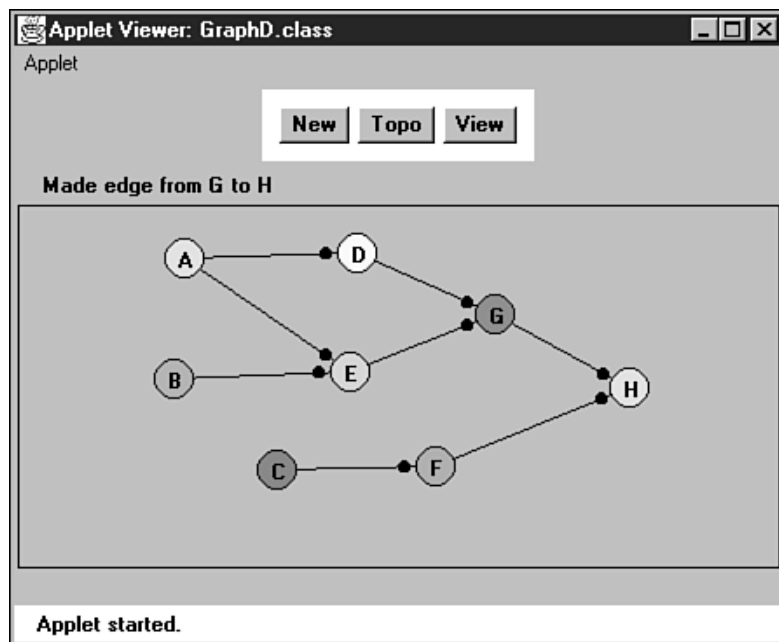 Applet Viewer: GraphD.class
Applet
New Topo View
Made edge from G to H
A
D
G
B
E
H
C
F
Applet started.